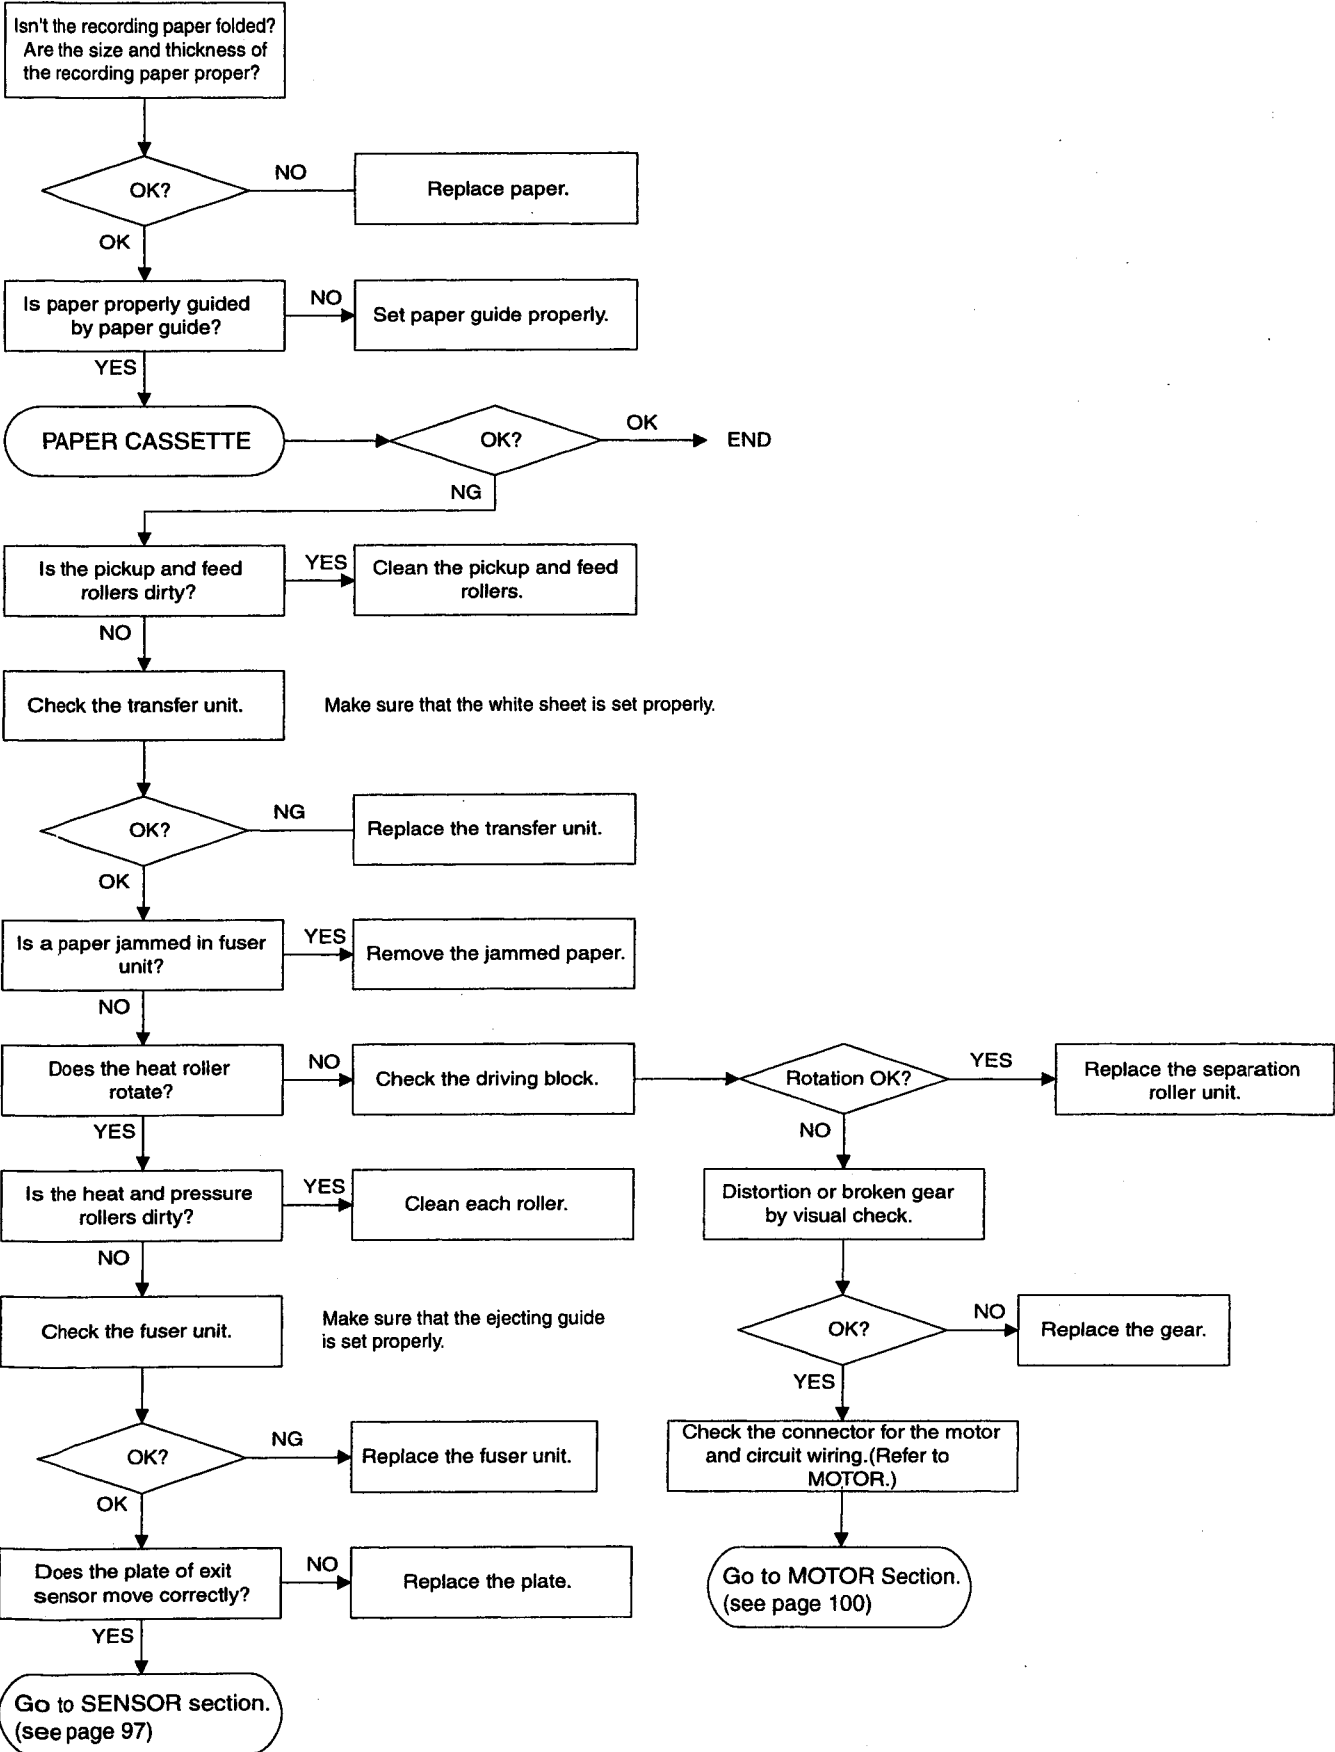 Isn't the recording paper folded?
Are the size and thickness of
the recording paper proper?
OK?
NO
Replace paper.
OK
Is paper properly guided
by paper guide?
NO
Set paper guide properly.
YES
PAPER CASSETTE
OK?
OK
END
NG
Is the pickup and feed
rollers dirty?
YES
Clean the pickup and feed
rollers.
NO
Check the transfer unit.
Make sure that the white sheet is set properly.
OK?
NG
Replace the transfer unit.
OK
Is a paper jammed in fuser
unit?
YES
Remove the jammed paper.
NO
Does the heat roller
rotate?
NO
Check the driving block.
Rotation OK?
YES
Replace the separation
roller unit.
YES
NO
Is the heat and pressure
rollers dirty?
YES
Clean each roller.
Distortion or broken gear
by visual check.
NO
Check the fuser unit.
Make sure that the ejecting guide
is set properly.
OK?
NO
Replace the gear.
YES
OK?
NG
Replace the fuser unit.
Check the connector for the motor
and circuit wiring.(Refer to
MOTOR.)
OK
Does the plate of exit
sensor move correctly?
NO
Replace the plate.
Go to MOTOR Section.
(see page 100)
YES
Go to SENSOR section.
(see page 97)